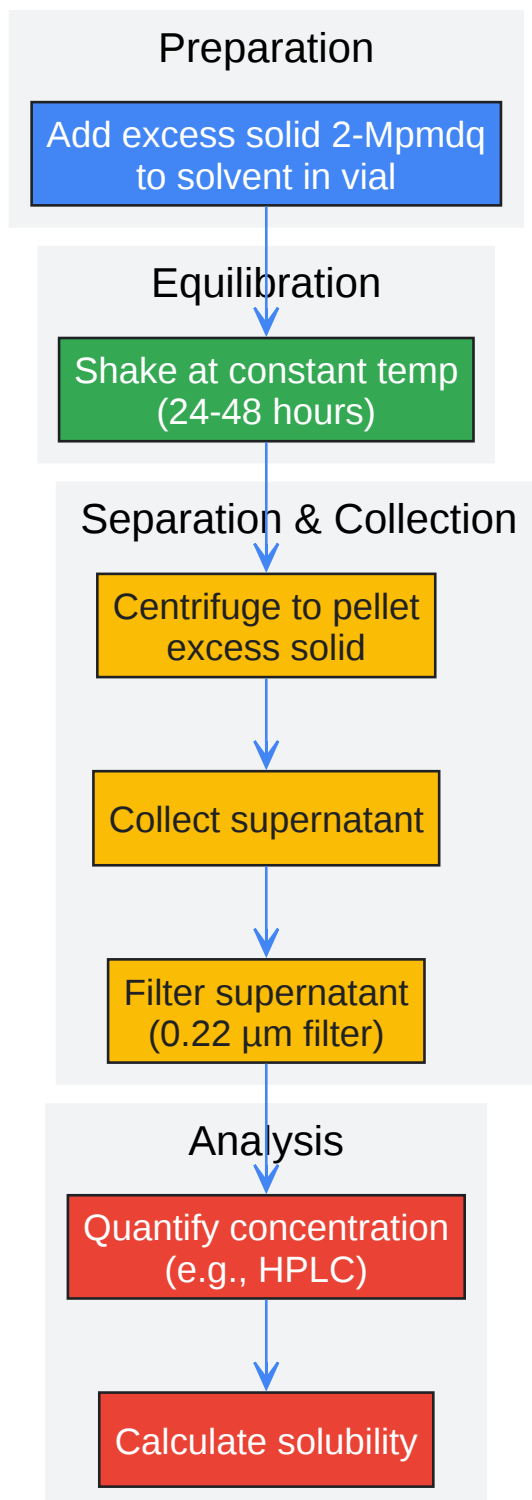 Preparation
Add excess solid 2-Mpmdq
to solvent in vial
Equilibration
Shake at constant temp
(24-48 hours)
Separation & Collection
Centrifuge to pellet
excess solid
Collect supernatant
Filter supernatant
(0.22 µm filter)
Analysis
Quantify concentration
(e.g., HPLC)
Calculate solubility